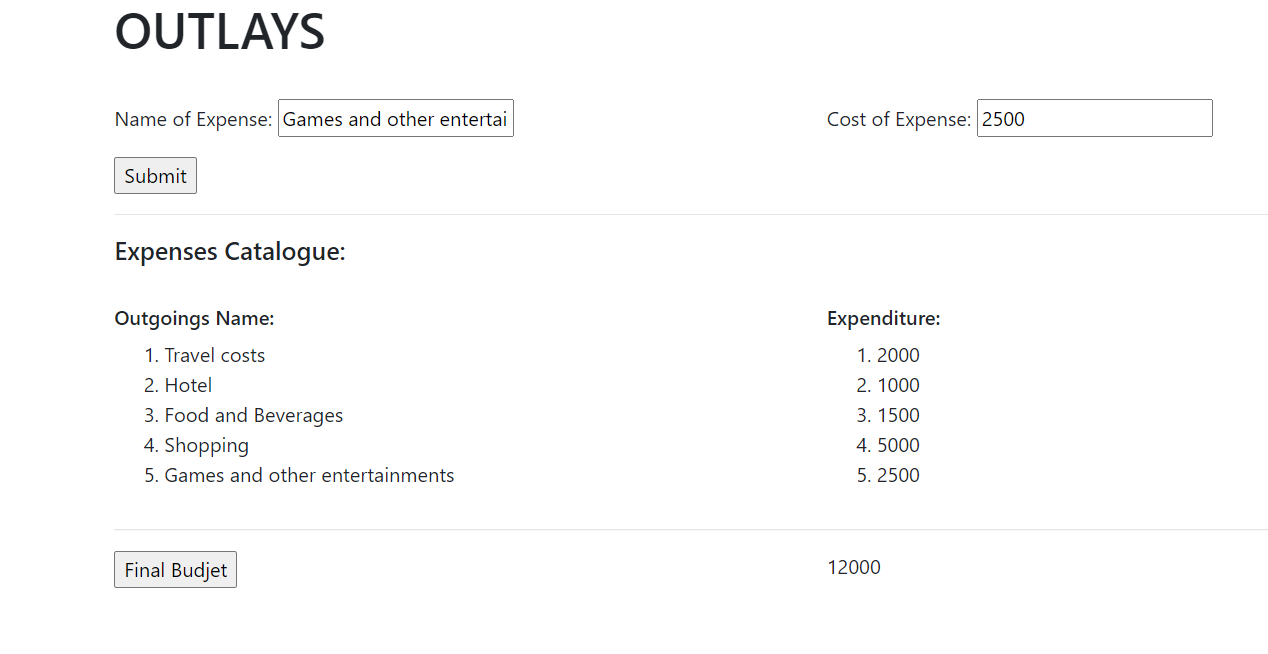 OUTLAYS
Name of Expense: Games and other entertai Cost of Expense: 2500
Submit
Expenses Catalogue:
Outgoings Name: Expenditure:
1. Travel costs 1. 2000
2. Hotel 2. 1000
3. Food and Beverages 3. 1500
4. Shopping 4. 5000
5. Games and other entertainments 5. 2500
Final Budjet 12000